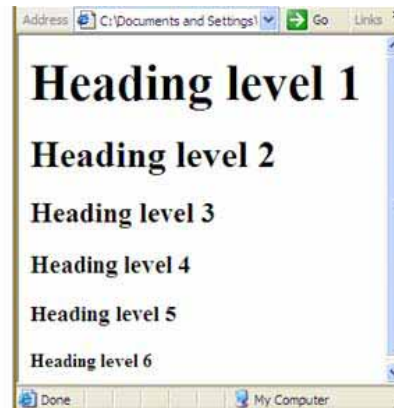 Address C:\Documents and Settings\ Go Links
Heading level 1
Heading level 2
Heading level 3
Heading level 4
Heading level 5
Heading level 6
Done My Computer